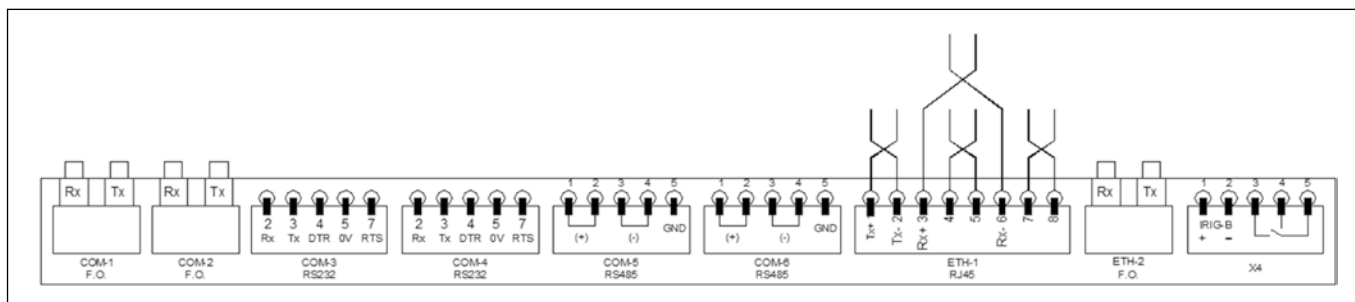 Rx Tx
COM-1
F.O.
Rx Tx
COM-2
F.O.
2 3 4 5 7
Rx Tx DTR 0V RTS
COM-3
RS232
2 3 4 5 7
Rx Tx DTR 0V RTS
COM-4
RS232
1 2 3 4 5
(+) (-) GND
COM-5
RS485
1 2 3 4 5
(+) (-) GND
COM-6
RS485
1 2 3 4 5 6 7 8
Tx+ Tx- Rx+ Rx-
ETH-1
RJ45
Rx Tx
ETH-2
F.O.
1 2 3 4 5
IRIG-B
+ -
X4